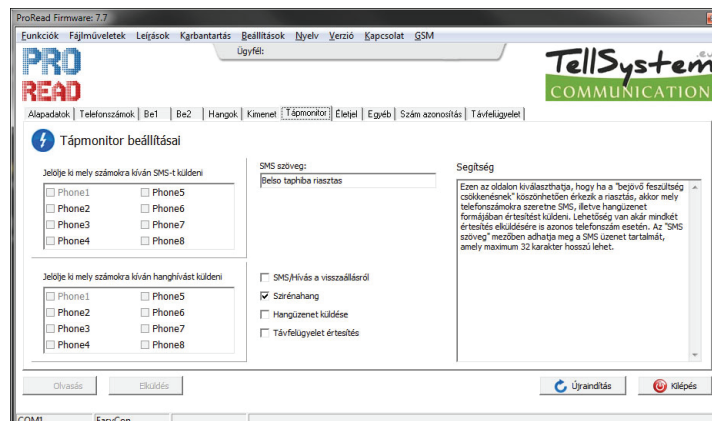 ProRead Firmware: 7.7
Funkciók Fájlműveletek Leírások Karbantartás Beállítások Nyelv Verzió Kapcsolat GSM
Ügyfél:
PRO
READ
TellSystem.eu
COMMUNICATION
Alapadatok Telefonszámok Be1 Be2 Hangok Kimenet Tápmonitor Életjel Egyéb Szám azonosítás Távfelügyelet
Tápmonitor beállításai
Jelölje ki mely számokra kíván SMS-t küldeni
Phone1 Phone5
Phone2 Phone6
Phone3 Phone7
Phone4 Phone8
SMS szöveg:
Belso taphiba riasztas
Jelölje ki mely számokra kíván hanghívást küldeni
Phone1 Phone5
Phone2 Phone6
Phone3 Phone7
Phone4 Phone8
SMS/Hívás a visszaállásról
Szirénahang
Hangüzenet küldése
Távfelügyelet értesítés
Segítség
Ezen az oldalon kiválaszthatja, hogy ha a "bejövő feszültség
csökkenésnek" köszönhetően érkezik a riasztás, akkor mely
telefonszámokra szeretne SMS, illetve hangüzenet
formájában értesítést küldeni. Lehetőség van akár mindkét
értesítés elküldésére is azonos telefonszám esetén. Az "SMS
szöveg" mezőben adhatja meg a SMS üzenet tartalmát,
amely maximum 32 karakter hosszú lehet.
Olvasás Elküldés Újraindítás Kilépés
COM1 EasyCon